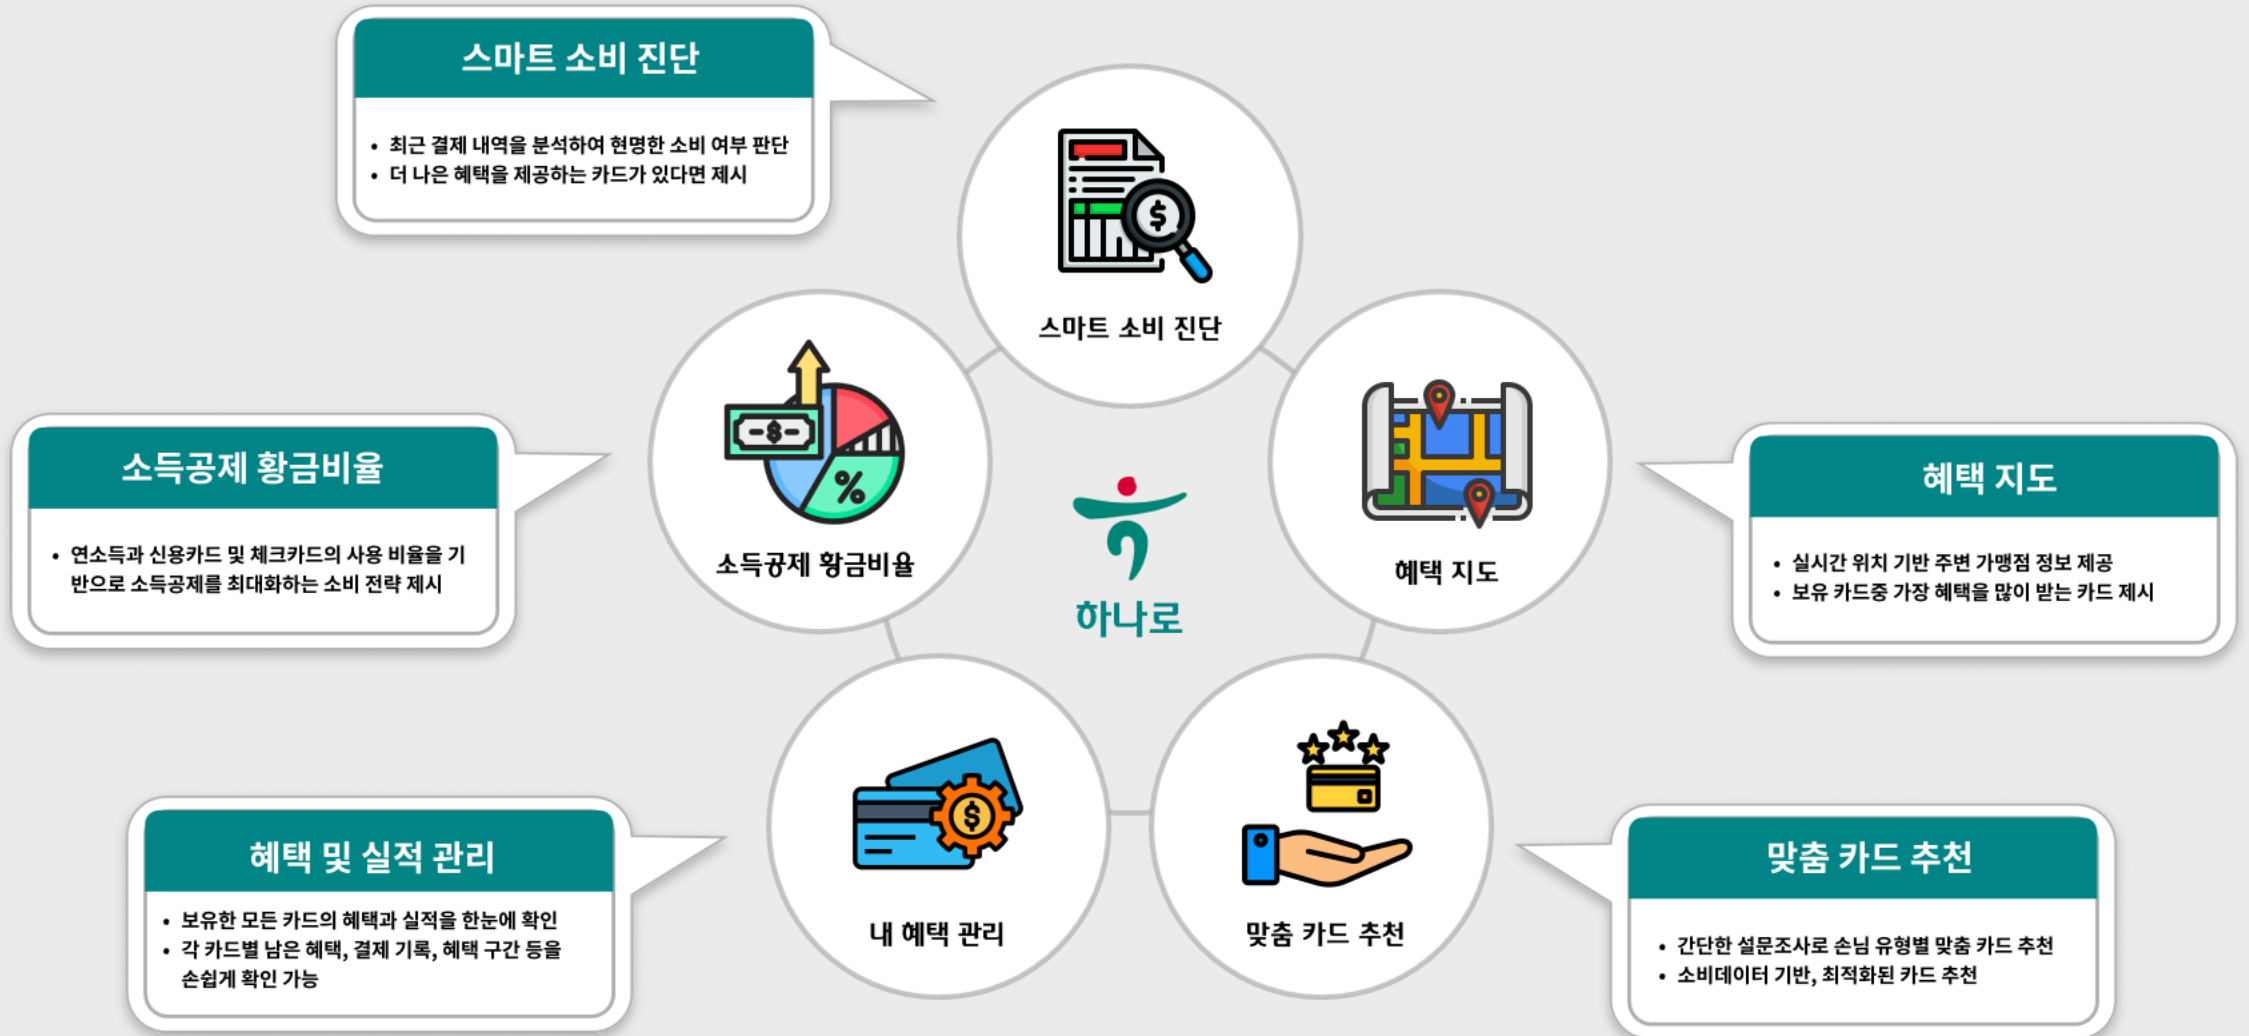 스마트 소비 진단
• 최근 결제 내역을 분석하여 현명한 소비 여부 판단
• 더 나은 혜택을 제공하는 카드가 있다면 제시
$
스마트 소비 진단
소득공제 황금비율
• 연소득과 신용카드 및 체크카드의 사용 비율을 기
반으로 소득공제를 최대화하는 소비 전략 제시
-$-
%
소득공제 황금비율
하나로
혜택 지도
혜택 지도
• 실시간 위치 기반 주변 가맹점 정보 제공
• 보유 카드중 가장 혜택을 많이 받는 카드 제시
혜택 및 실적 관리
• 보유한 모든 카드의 혜택과 실적을 한눈에 확인
• 각 카드별 남은 혜택, 결제 기록, 혜택 구간 등을
손쉽게 확인 가능
$
내 혜택 관리
맞춤 카드 추천
맞춤 카드 추천
• 간단한 설문조사로 손님 유형별 맞춤 카드 추천
• 소비데이터 기반, 최적화된 카드 추천